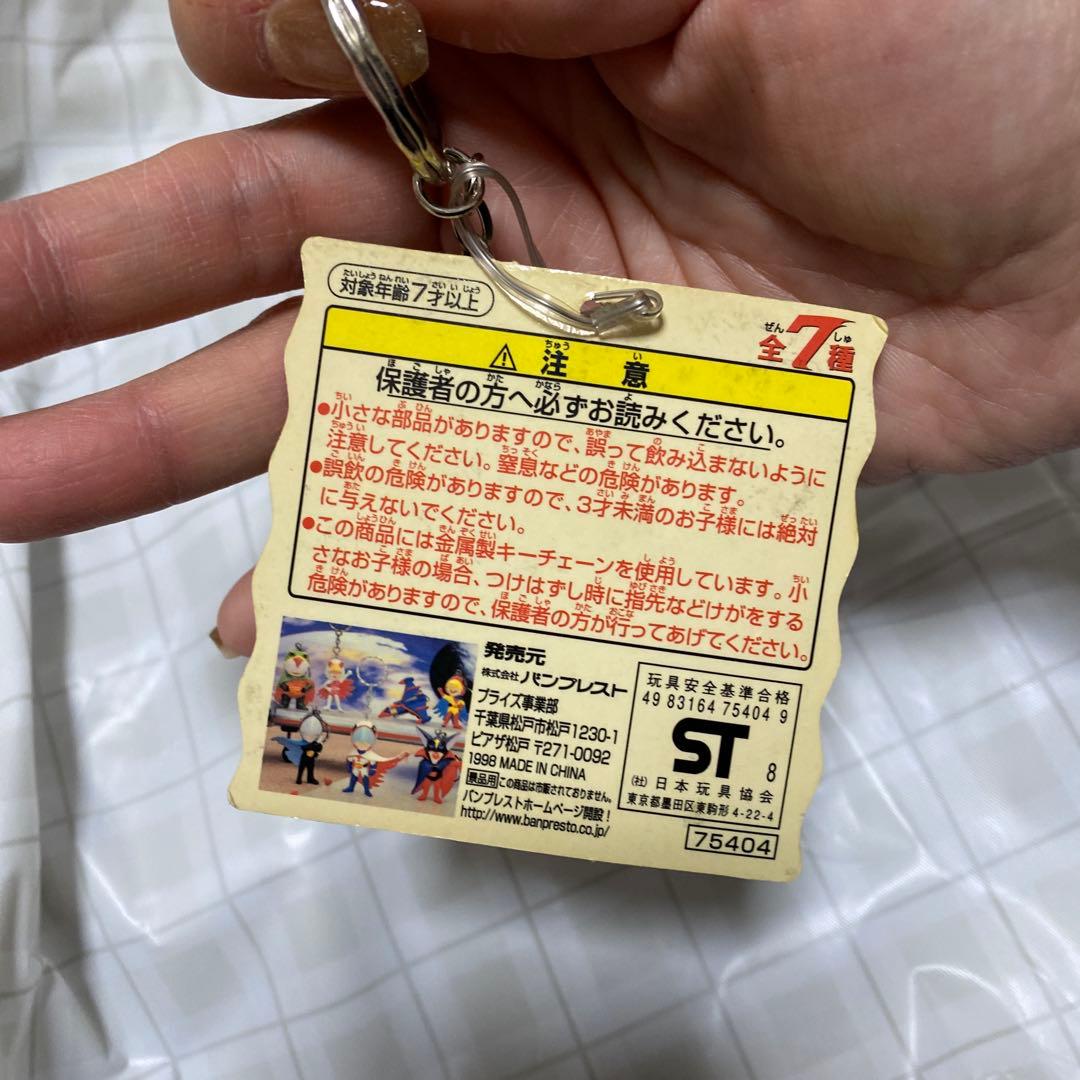 対象年齢7才以上
全7種
⚠注意
保護者の方へ必ずお読みください。
●小さな部品がありますので、誤って飲み込まないように
注意してください。窒息などの危険があります。
●誤飲の危険がありますので、3才未満のお子様には絶対
に与えないでください。
●この商品には金属製キーチェーンを使用しています。小
さなお子様の場合、つけはずし時に指先などけがをする
危険がありますので、保護者の方が行ってあげてください。
発売元
株式会社バンプレスト
プライズ事業部
千葉県松戸市松戸1230-1
ピアザ松戸 〒271-0092
1998 MADE IN CHINA
景品用 この商品は市販されておりません。
バンプレストホームページ開設!
http://www.banpresto.co.jp/
玩具安全基準合格
49 83164 75404 9
ST 8
(社)日本玩具協会
東京都墨田区東駒形4-22-4
75404